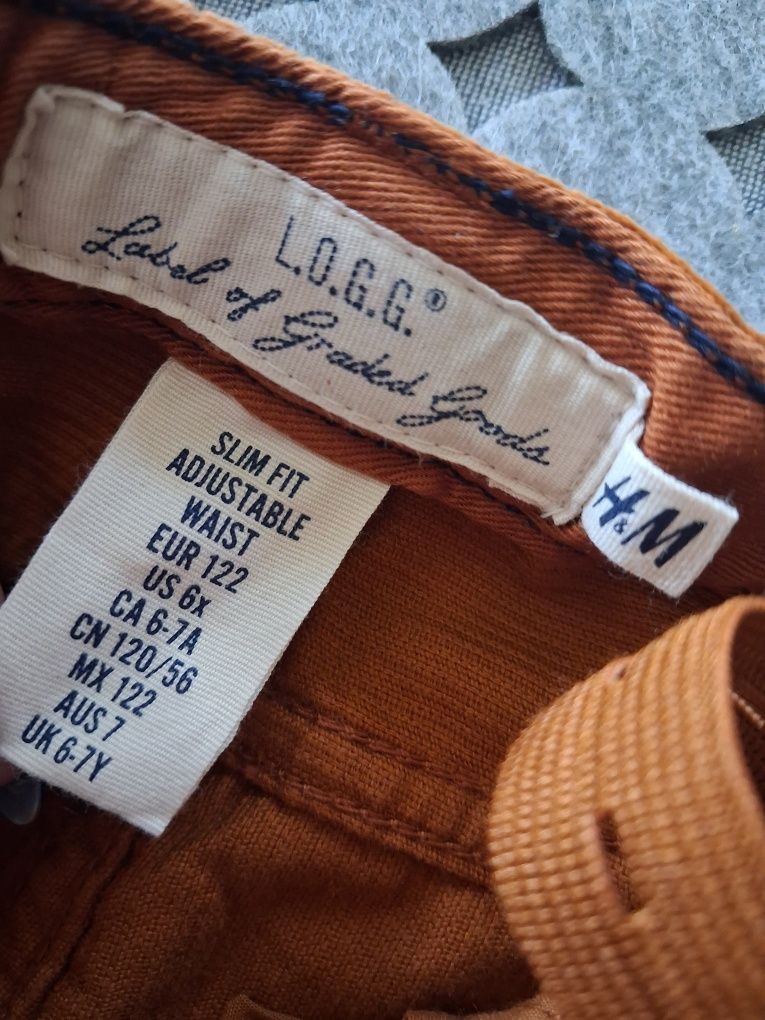 L.O.G.G.®
Label of Graded Goods
H&M
SLIM FIT
ADJUSTABLE
WAIST
EUR 122
US 6x
CA 6-7A
CN 120/56
MX 122
AUS 7
UK 6-7Y